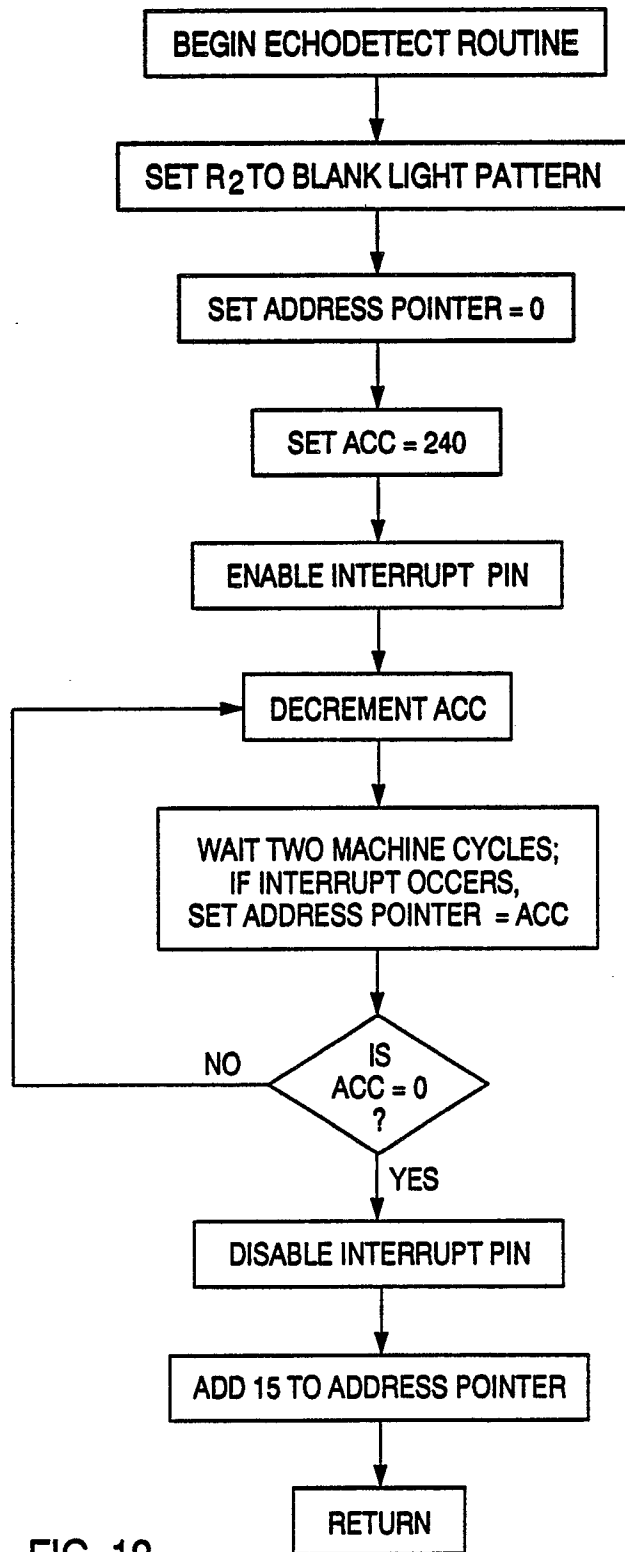 BEGIN ECHODETECT ROUTINE
SET R2 TO BLANK LIGHT PATTERN
SET ADDRESS POINTER = 0
SET ACC = 240
ENABLE INTERRUPT PIN
DECREMENT ACC
WAIT TWO MACHINE CYCLES;
IF INTERRUPT OCCERS,
SET ADDRESS POINTER = ACC
NO
IS
ACC = 0
?
YES
DISABLE INTERRUPT PIN
ADD 15 TO ADDRESS POINTER
RETURN